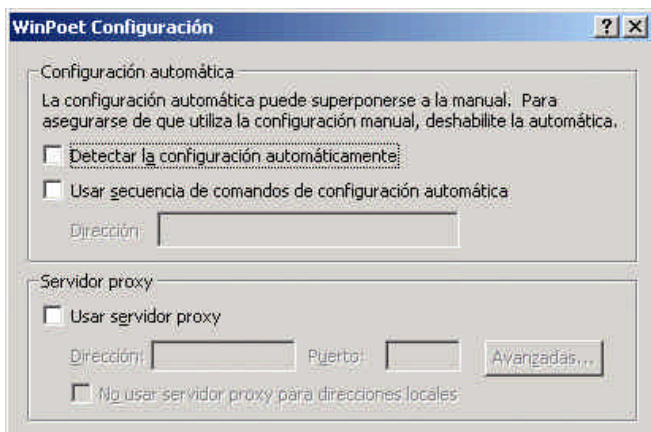 WinPoet Configuración
Configuración automática
La configuración automática puede superponerse a la manual. Para
asegurarse de que utiliza la configuración manual, deshabilite la automática.
Detectar la configuración automáticamente
Usar secuencia de comandos de configuración automática
Dirección
Servidor proxy
Usar servidor proxy
Dirección: Puerto: Avanzadas...
No usar servidor proxy para direcciones locales